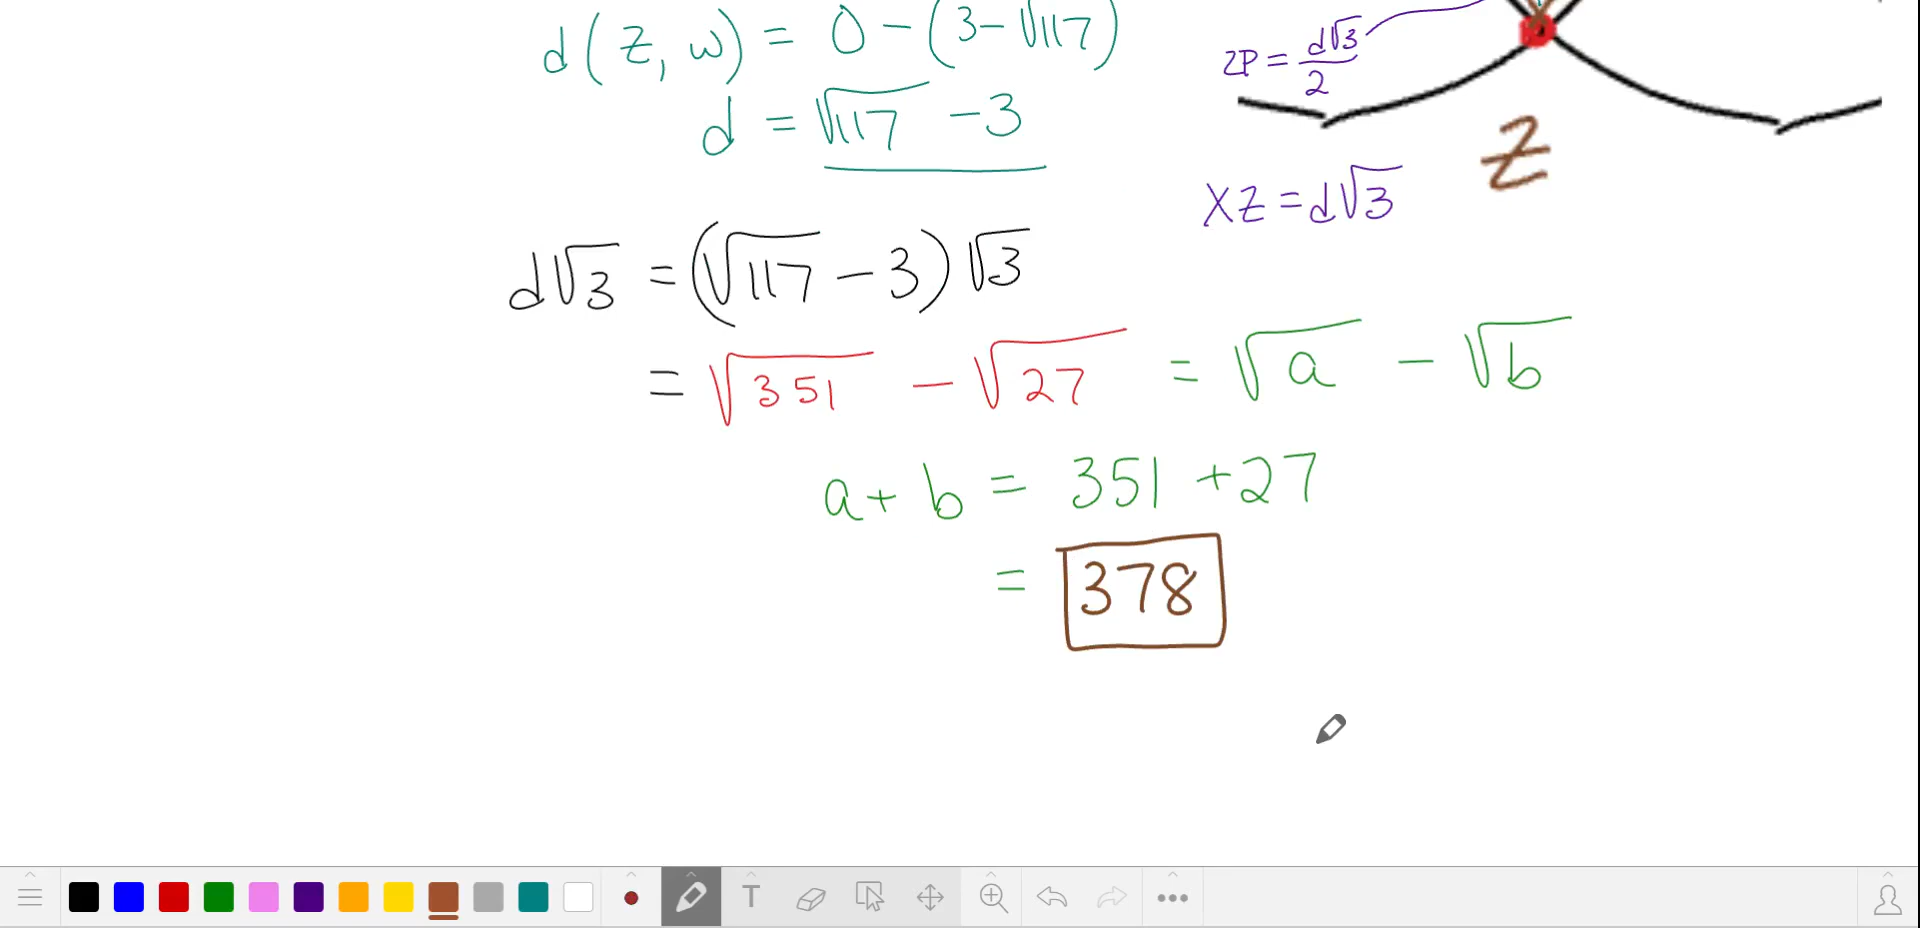 d(z, w) = 0 - (3 - √117)
d = √117 - 3
ZP = d√3/2
Z
XZ = d√3
d√3 = (√117 - 3)√3
= √351 - √27 = √a - √b
a + b = 351 + 27
= 378
T